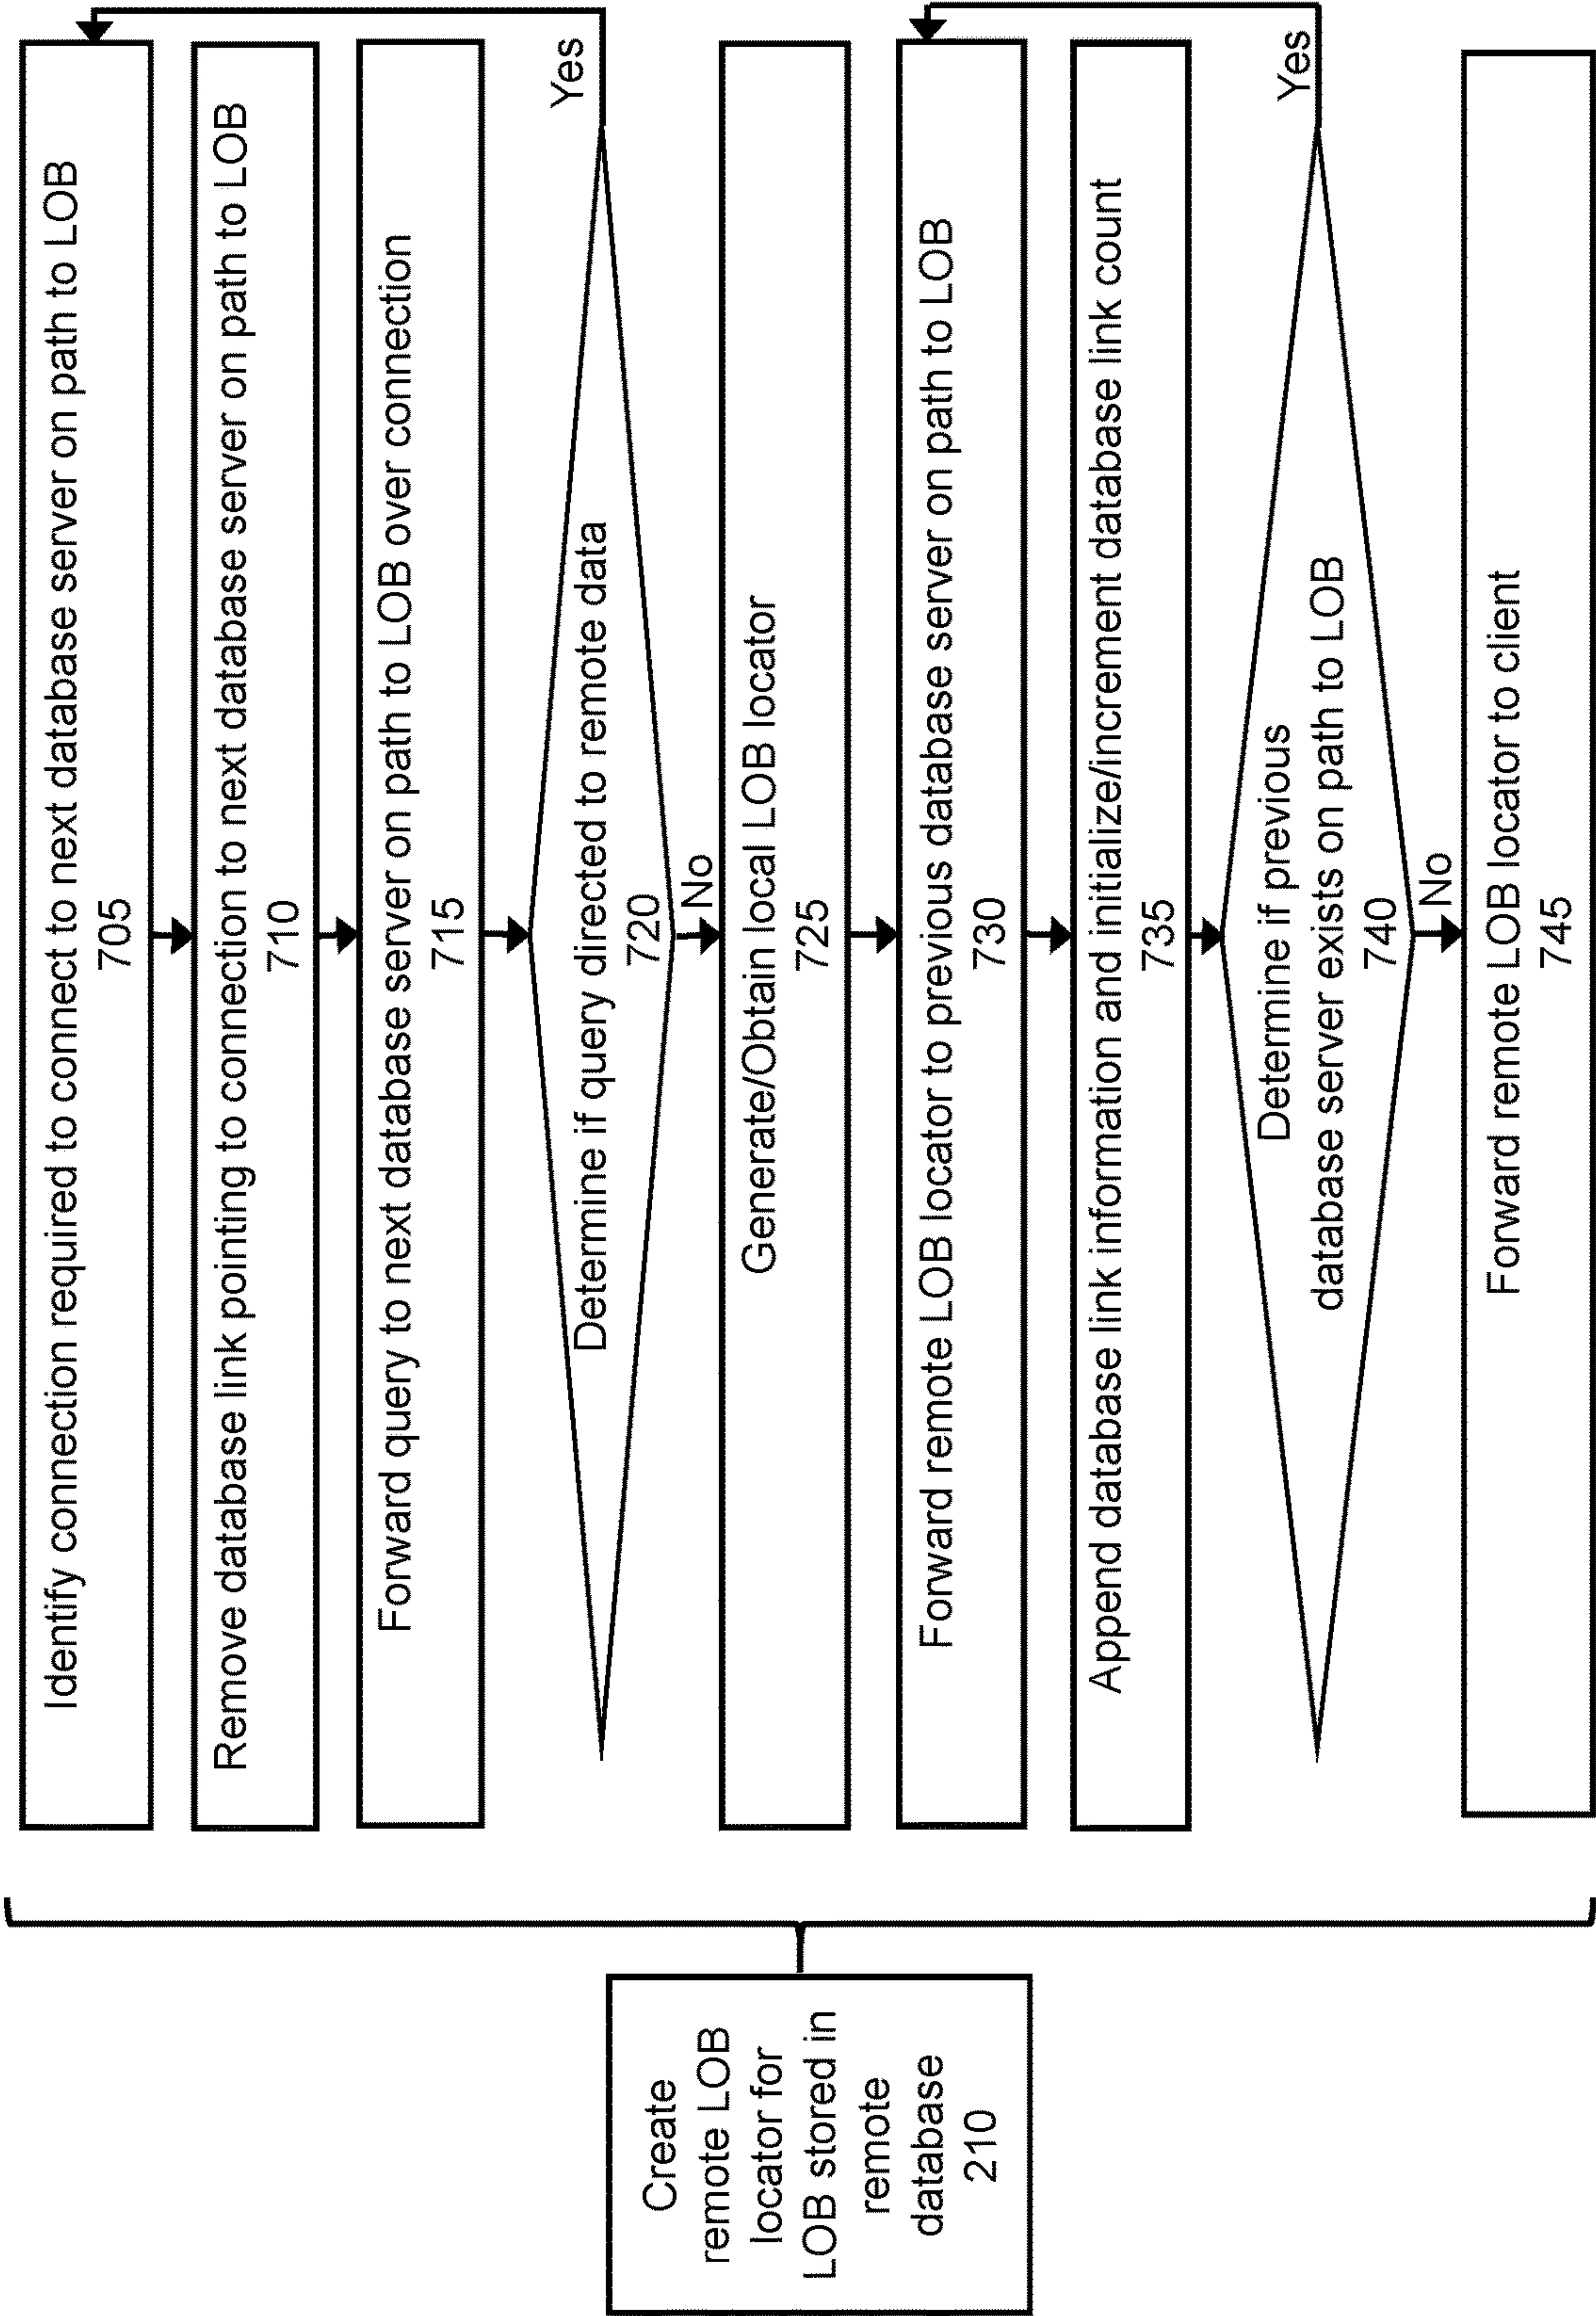 Create
remote LOB
locator for
LOB stored in
remote
database
210
Identify connection required to connect to next database server on path to LOB
705
Remove database link pointing to connection to next database server on path to LOB
710
Forward query to next database server on path to LOB over connection
715
Determine if query directed to remote data
720
Yes
No
Generate/Obtain local LOB locator
725
Forward remote LOB locator to previous database server on path to LOB
730
Append database link information and initialize/increment database link count
735
Determine if previous
database server exists on path to LOB
740
Yes
No
Forward remote LOB locator to client
745